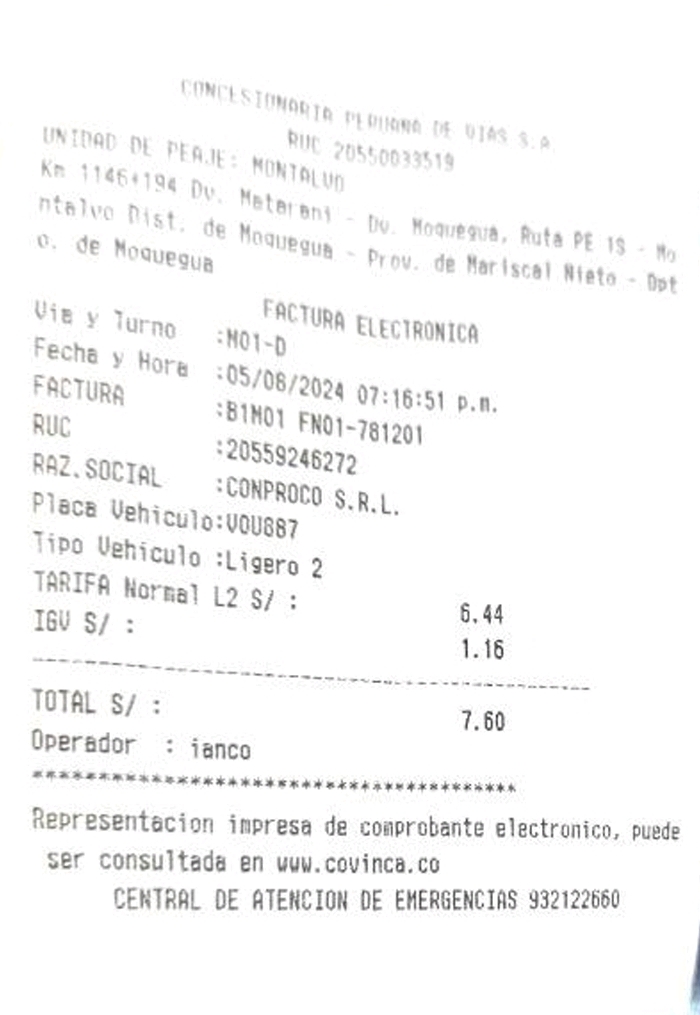 CONCESIONARIA PERUANA DE VIAS S.A
RUC 20550033519
UNIDAD DE PEAJE: MONTALVO
Km 1146+194 Dv. Matarani - Dv. Moquegua, Ruta PE 1S - Mo
ntalvo Dist. de Moquegua - Prov. de Mariscal Nieto - Dpt
o. de Moquegua
FACTURA ELECTRONICA
Via y Turno :M01-D
Fecha y Hora :05/06/2024 07:16:51 p.m.
FACTURA :B1M01 FN01-781201
RUC :20559246272
RAZ.SOCIAL :CONPROCO S.R.L.
Placa Vehiculo:VOU887
Tipo Vehiculo :Ligero 2
TARIFA Normal L2 S/ : 6.44
IGV S/ : 1.16
------------------------------------------------
TOTAL S/ : 7.60
Operador : ianco
****************************************
Representacion impresa de comprobante electronico, puede
ser consultada en www.covinca.co
CENTRAL DE ATENCION DE EMERGENCIAS 932122660